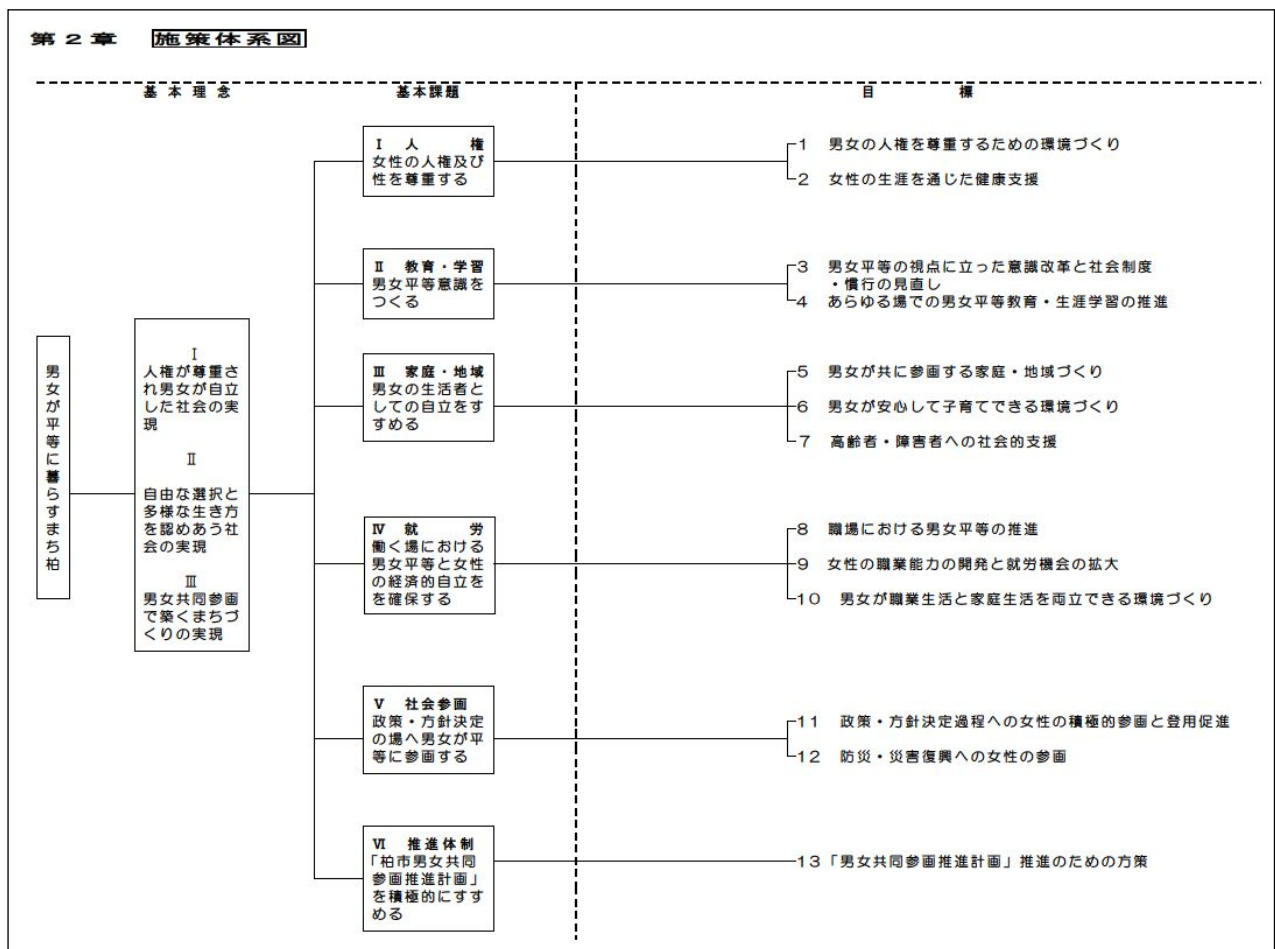 第2章 施策体系図
基本理念 基本課題 目標
男女が平等に暮らすまち柏
Ⅰ
人権が尊重さ
れ男女が自立
した社会の実
現
Ⅱ
自由な選択と
多様な生き方
を認めあう社
会の実現
Ⅲ
男女共同参画
で築くまちづ
くりの実現
Ⅰ 人権
女性の人権及び
性を尊重する
1 男女の人権を尊重するための環境づくり
2 女性の生涯を通じた健康支援
Ⅱ 教育・学習
男女平等意識を
つくる
3 男女平等の視点に立った意識改革と社会制度
・慣行の見直し
4 あらゆる場での男女平等教育・生涯学習の推進
Ⅲ 家庭・地域
男女の生活者と
しての自立をす
すめる
5 男女が共に参画する家庭・地域づくり
6 男女が安心して子育てできる環境づくり
7 高齢者・障害者への社会的支援
Ⅳ 就労
働く場における
男女平等と女性
の経済的自立を
を確保する
8 職場における男女平等の推進
9 女性の職業能力の開発と就労機会の拡大
10 男女が職業生活と家庭生活を両立できる環境づくり
Ⅴ 社会参画
政策・方針決定
の場へ男女が平
等に参画する
11 政策・方針決定過程への女性の積極的参画と登用促進
12 防災・災害復興への女性の参画
Ⅵ 推進体制
「柏市男女共同
参画推進計画」
を積極的にすす
める
13「男女共同参画推進計画」推進のための方策